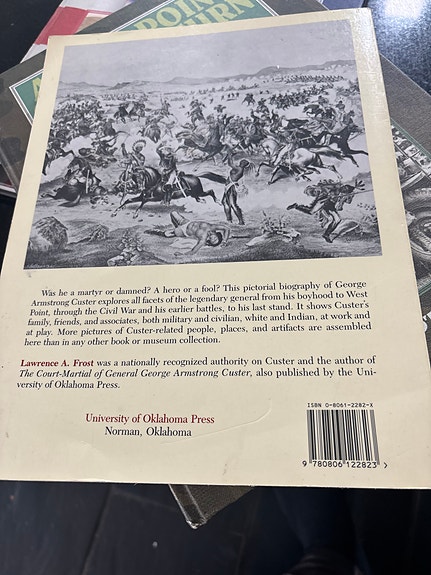 POIN
URN
Was he a martyr or damned? A hero or a fool? This pictorial biography of George
Armstrong Custer explores all facets of the legendary general from his boyhood to West
Point, through the Civil War and his earlier battles, to his last stand. It shows Custer's
family, friends, and associates, both military and civilian, white and Indian, at work and
at play. More pictures of Custer-related people, places, and artifacts are assembled
here than in any other book or museum collection.
Lawrence A. Frost was a nationally recognized authority on Custer and the author of
The Court-Martial of General George Armstrong Custer, also published by the Uni-
versity of Oklahoma Press.
University of Oklahoma Press
Norman, Oklahoma
ISBN 0-8061-2282-X
9 780806 122823 >